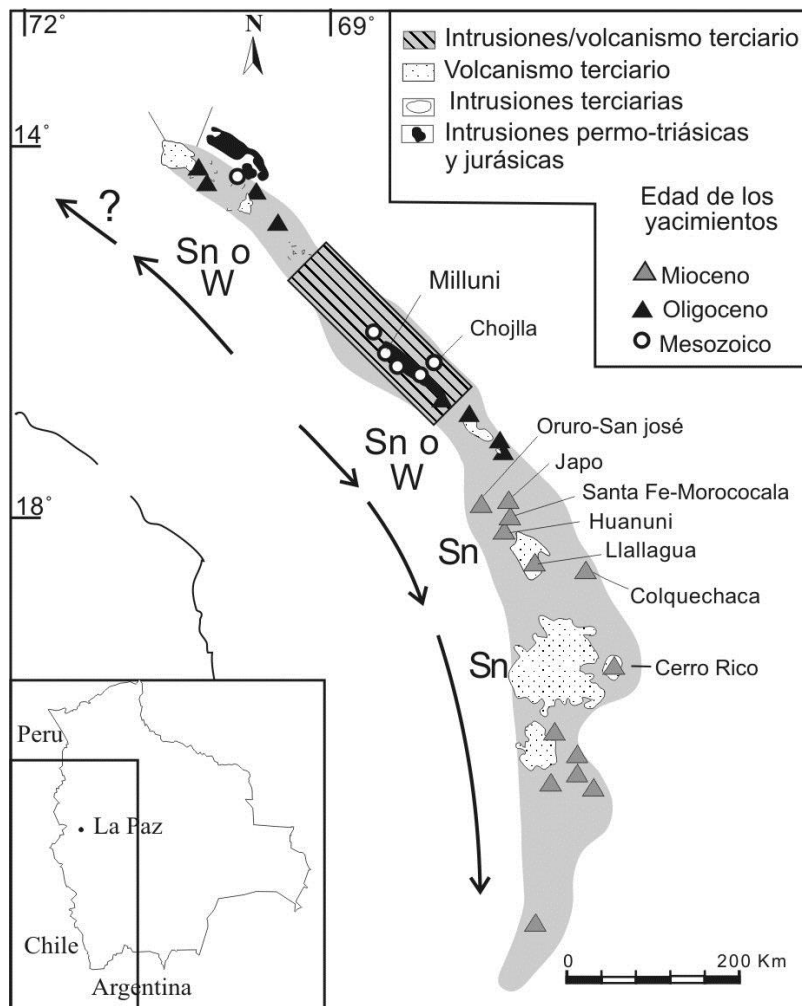 72°
69°
N
14°
18°
Intrusiones/volcanismo terciario
Volcanismo terciario
Intrusiones terciarias
Intrusiones permo-triásicas
y jurásicas
Edad de los
yacimientos
Mioceno
Oligoceno
Mesozoico
?
Sn o
W
Milluni
Chojlla
Sn o
W
Oruro-San josé
Japo
Santa Fe-Morococala
Huanuni
Sn
Llallagua
Colquechaca
Sn
Cerro Rico
Peru
La Paz
Chile
Argentina
0 200 Km